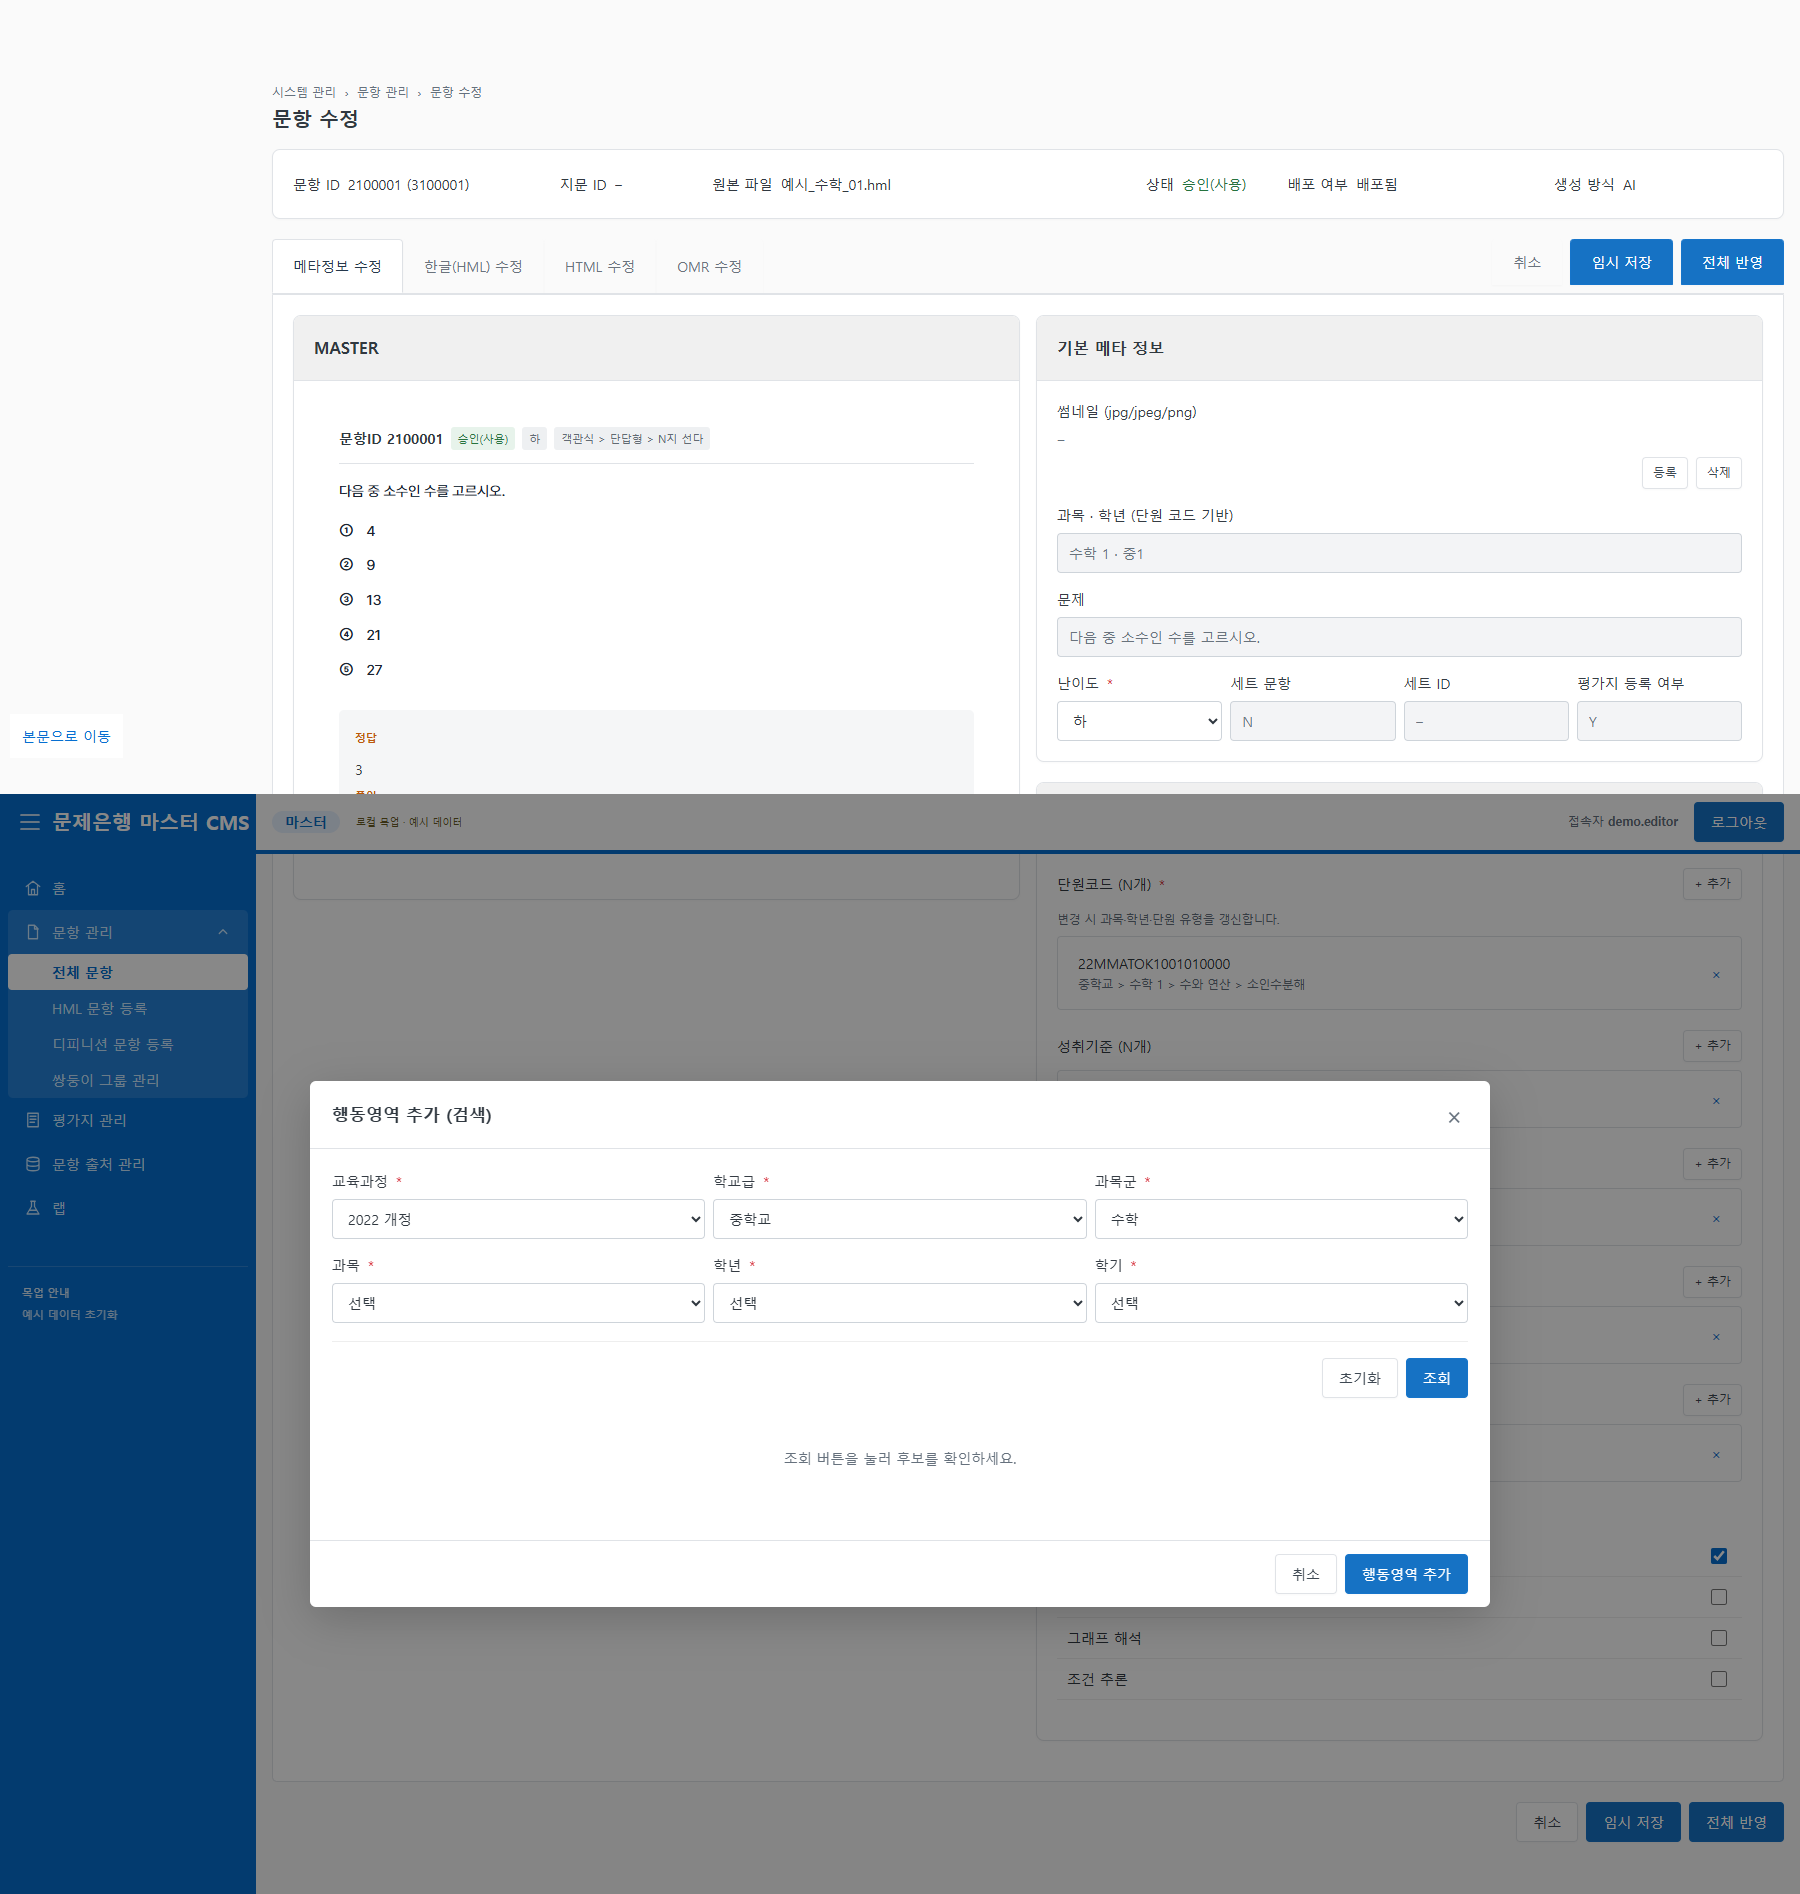 시스템 관리 › 문항 관리 › 문항 수정
문항 수정
문항 ID 2100001 (3100001) 지문 ID – 원본 파일 예시_수학_01.hml 상태 승인(사용) 배포 여부 배포됨 생성 방식 AI
메타정보 수정 한글(HML) 수정 HTML 수정 OMR 수정 취소 임시 저장 전체 반영
MASTER
문항ID 2100001 승인(사용) 하 객관식 > 단답형 > N지 선다
다음 중 소수인 수를 고르시오.
① 4
② 9
③ 13
④ 21
⑤ 27
정답
3
기본 메타 정보
썸네일 (jpg/jpeg/png)
–
등록 삭제
과목 · 학년 (단원 코드 기반)
수학 1 · 중1
문제
다음 중 소수인 수를 고르시오.
난이도 * 세트 문항 세트 ID 평가지 등록 여부
하 N – Y
본문으로 이동
문제은행 마스터 CMS
마스터 로컬 목업 · 예시 데이터 접속자 demo.editor 로그아웃
홈
문항 관리
전체 문항
HML 문항 등록
디피니션 문항 등록
쌍둥이 그룹 관리
평가지 관리
문항 출처 관리
랩
목업 안내
예시 데이터 초기화
단원코드 (N개) * + 추가
변경 시 과목·학년·단원 유형을 갱신합니다.
22MMATOK1001010000
중학교 > 수학 1 > 수와 연산 > 소인수분해 ×
성취기준 (N개) + 추가
×
+ 추가
×
+ 추가
×
+ 추가
×
행동영역 추가 (검색) ×
교육과정 * 학교급 * 과목군 *
2022 개정 중학교 수학
과목 * 학년 * 학기 *
선택 선택 선택
초기화 조회
조회 버튼을 눌러 후보를 확인하세요.
취소 행동영역 추가
그래프 해석
조건 추론
취소 임시 저장 전체 반영